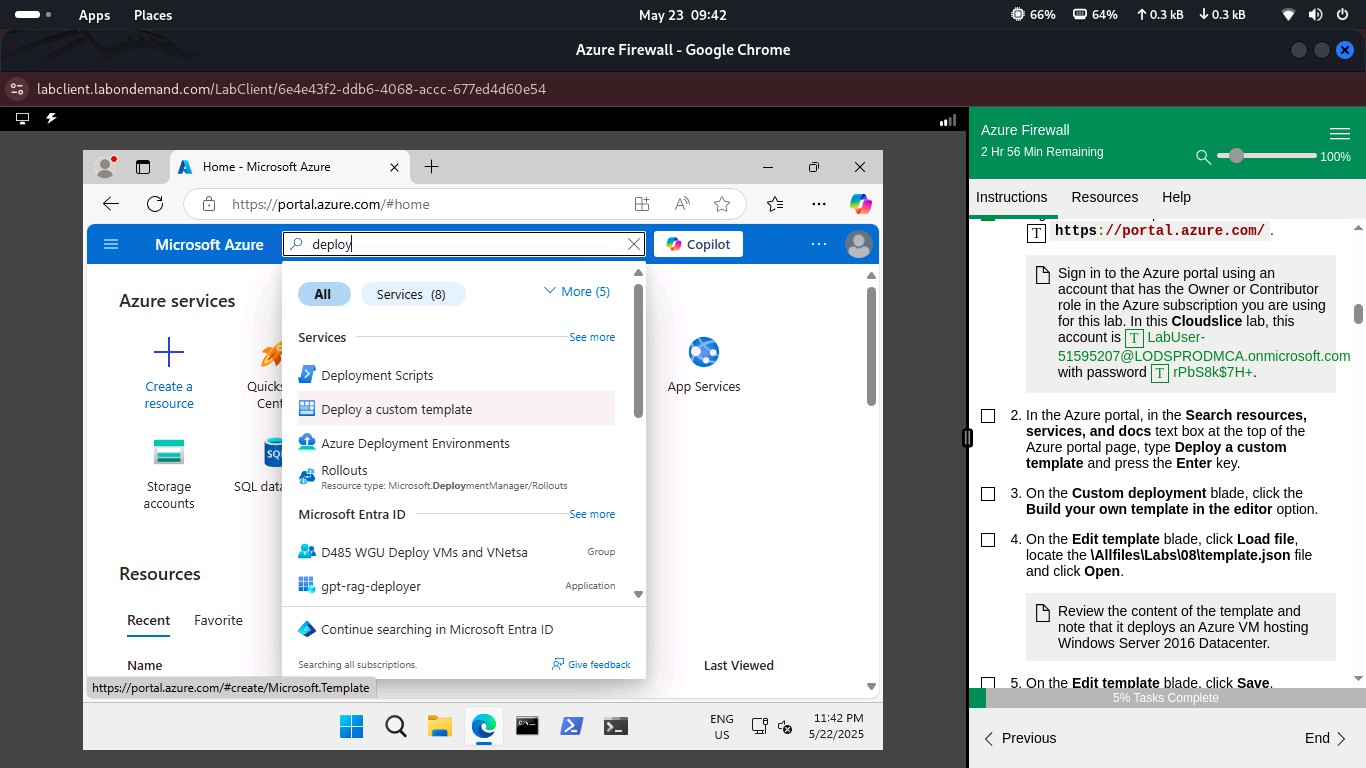 Apps Places May 23 09:42 66% 64% 0.3 kB 0.3 kB
Azure Firewall - Google Chrome
labclient.labondemand.com/LabClient/6e4e43f2-ddb6-4068-accc-677ed4d60e54
Home - Microsoft Azure
https://portal.azure.com/#home
Microsoft Azure
deploy
Copilot
Azure services
Create a
resource
Quicks
Cent
App Services
Storage
accounts
SQL
SQL data
Resources
Recent Favorite
Name
Last Viewed
All Services (8) More (5)
Services See more
Deployment Scripts
Deploy a custom template
Azure Deployment Environments
Rollouts
Resource type: Microsoft.DeploymentManager/Rollouts
Microsoft Entra ID See more
D485 WGU Deploy VMs and VNetsa Group
gpt-rag-deployer Application
Continue searching in Microsoft Entra ID
Searching all subscriptions. Give feedback
https://portal.azure.com/#create/Microsoft.Template
ENG
US
11:42 PM
5/22/2025
Azure Firewall
2 Hr 56 Min Remaining
100%
Instructions Resources Help
T https://portal.azure.com/ .
Sign in to the Azure portal using an
account that has the Owner or Contributor
role in the Azure subscription you are using
for this lab. In this Cloudslice lab, this
account is T LabUser-
51595207@LODSPRODMCA.onmicrosoft.com
with password T rPbS8k$7H+.
2. In the Azure portal, in the Search resources,
services, and docs text box at the top of the
Azure portal page, type Deploy a custom
template and press the Enter key.
3. On the Custom deployment blade, click the
Build your own template in the editor option.
4. On the Edit template blade, click Load file,
locate the \Allfiles\Labs\08\template.json file
and click Open.
Review the content of the template and
note that it deploys an Azure VM hosting
Windows Server 2016 Datacenter.
5. On the Edit template blade, click Save.
5% Tasks Complete
Previous End